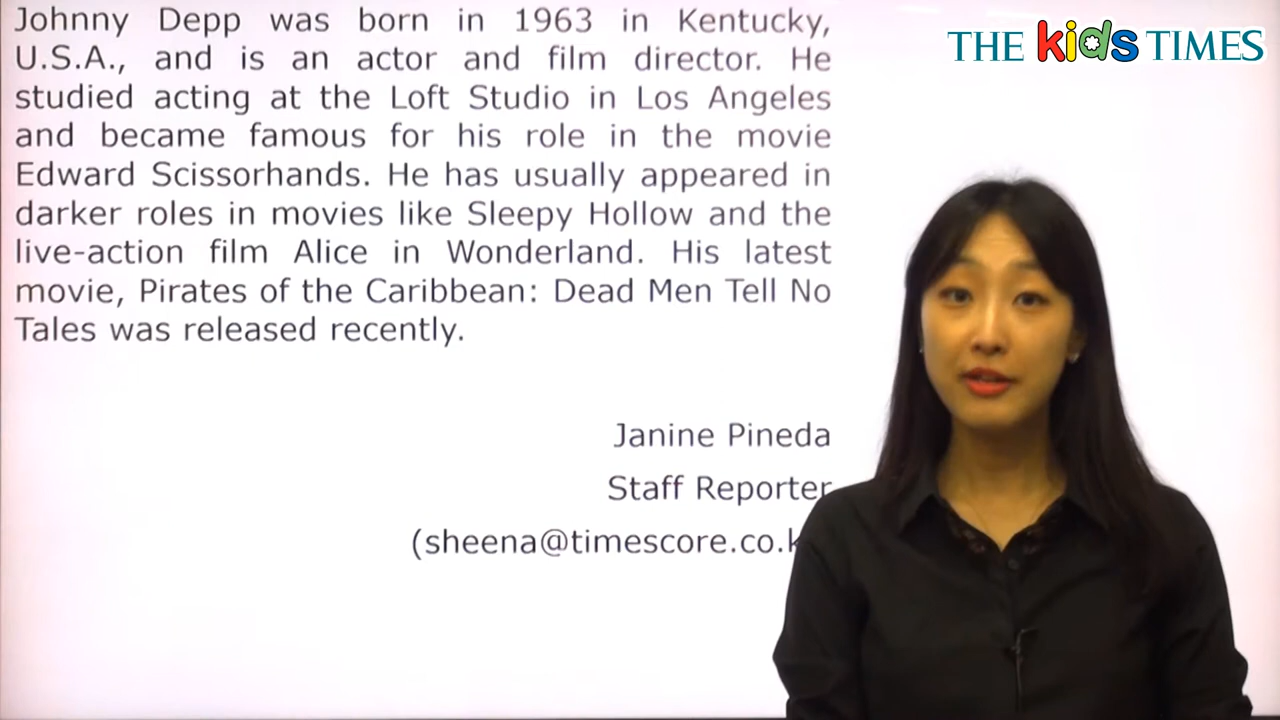 Johnny Depp was born in 1963 in Kentucky,
U.S.A., and is an actor and film director. He
studied acting at the Loft Studio in Los Angeles
and became famous for his role in the movie
Edward Scissorhands. He has usually appeared in
darker roles in movies like Sleepy Hollow and the
live-action film Alice in Wonderland. His latest
movie, Pirates of the Caribbean: Dead Men Tell No
Tales was released recently.
Janine Pineda
Staff Reporter
(sheena@timescore.co.k
THE kids TIMES